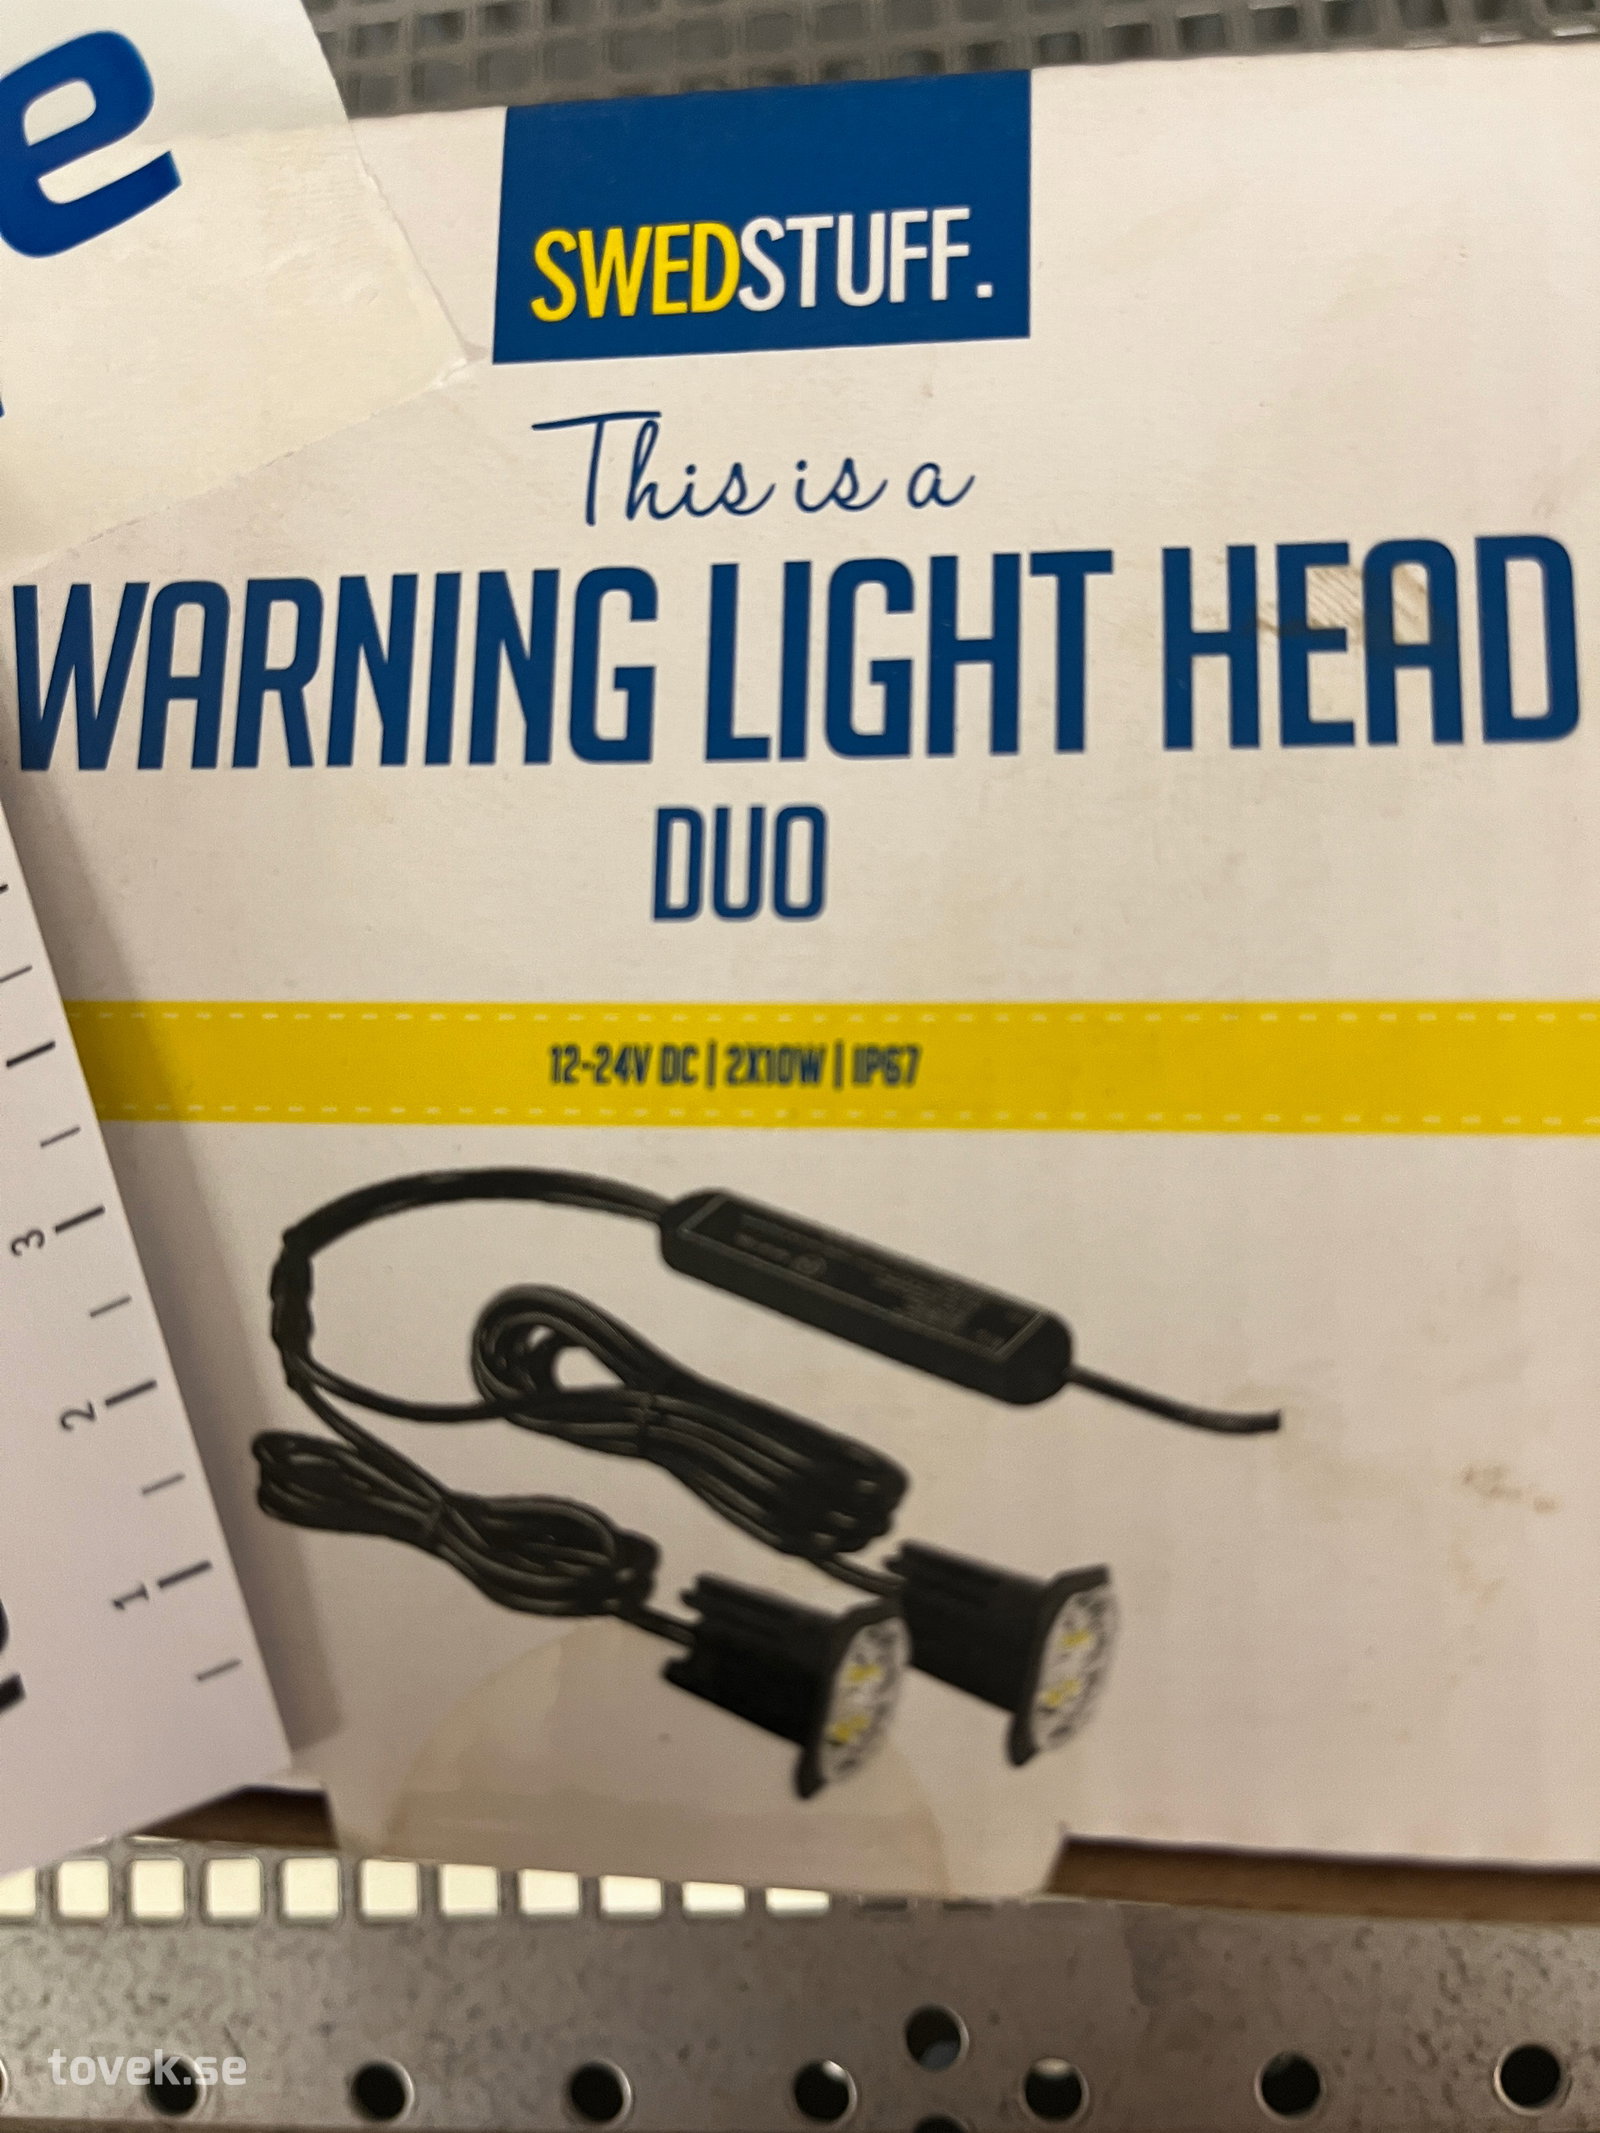 e
SWEDSTUFF.
This is a
WARNING LIGHT HEAD
DUO
12-24V DC | 2X10W | IP67
3
2
1
tovek.se